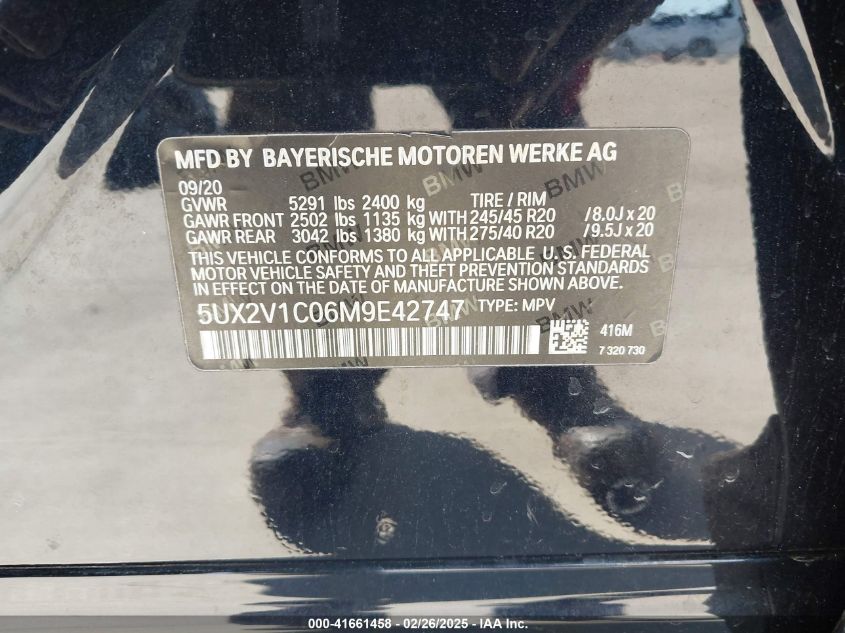 MFD BY BAYERISCHE MOTOREN WERKE AG
09/20
GVWR 5291 lbs 2400 kg TIRE / RIM
GAWR FRONT 2502 lbs 1135 kg WITH 245/45 R20 /8.0J x 20
GAWR REAR 3042 lbs 1380 kg WITH 275/40 R20 /9.5J x 20
THIS VEHICLE CONFORMS TO ALL APPLICABLE U.S. FEDERAL
MOTOR VEHICLE SAFETY AND THEFT PREVENTION STANDARDS
IN EFFECT ON THE DATE OF MANUFACTURE SHOWN ABOVE.
5UX2V1C06M9E42747 TYPE: MPV
416M
7 320 730
000-41661458 - 02/26/2025 - IAA Inc.